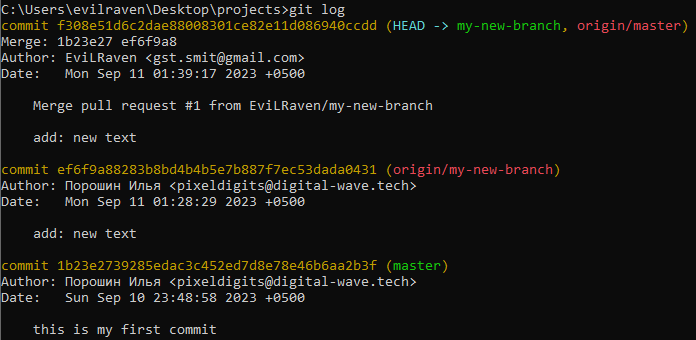 C:\Users\evilraven\Desktop\projects>git log
commit f308e51d6c2dae88008301ce82e11d086940ccdd (HEAD -> my-new-branch, origin/master)
Merge: 1b23e27 ef6f9a8
Author: EviLRaven <gst.smit@gmail.com>
Date:   Mon Sep 11 01:39:17 2023 +0500
Merge pull request #1 from EviLRaven/my-new-branch
add: new text
commit ef6f9a88283b8bd4b4b5e7b887f7ec53dada0431 (origin/my-new-branch)
Author: Порошин Илья <pixeldigits@digital-wave.tech>
Date:   Mon Sep 11 01:28:29 2023 +0500
add: new text
commit 1b23e2739285edac3c452ed7d8e78e46b6aa2b3f (master)
Author: Порошин Илья <pixeldigits@digital-wave.tech>
Date:   Sun Sep 10 23:48:58 2023 +0500
this is my first commit